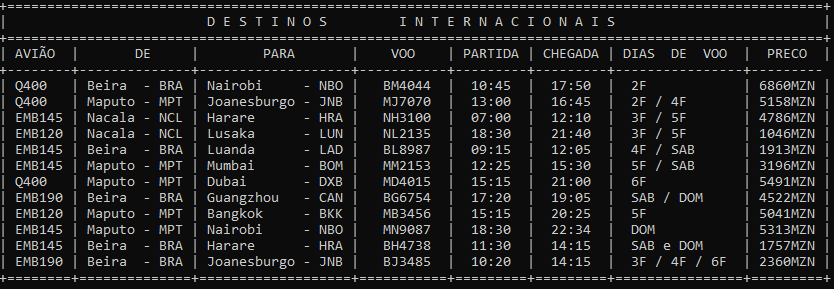 D E S T I N O S I N T E R N A C I O N A I S
AVIÃO | DE | PARA | VOO | PARTIDA | CHEGADA | DIAS DE VOO | PRECO
Q400 | Beira - BRA | Nairobi - NBO | BM4044 | 10:45 | 17:50 | 2F | 6860MZN
Q400 | Maputo - MPT | Joanesburgo - JNB | MJ7070 | 13:00 | 16:45 | 2F / 4F | 5158MZN
EMB145 | Nacala - NCL | Harare - HRA | NH3100 | 07:00 | 12:10 | 3F / 5F | 4786MZN
EMB120 | Nacala - NCL | Lusaka - LUN | NL2135 | 18:30 | 21:40 | 3F / 5F | 1046MZN
EMB145 | Beira - BRA | Luanda - LAD | BL8987 | 09:15 | 12:05 | 4F / SAB | 1913MZN
EMB145 | Maputo - MPT | Mumbai - BOM | MM2153 | 12:25 | 15:30 | 5F / SAB | 3196MZN
Q400 | Maputo - MPT | Dubai - DXB | MD4015 | 15:15 | 21:00 | 6F | 5491MZN
EMB190 | Beira - BRA | Guangzhou - CAN | BG6754 | 17:20 | 19:05 | SAB / DOM | 4522MZN
EMB120 | Maputo - MPT | Bangkok - BKK | MB3456 | 15:15 | 20:25 | 5F | 5041MZN
EMB145 | Maputo - MPT | Nairobi - NBO | MN9087 | 18:30 | 22:34 | DOM | 5313MZN
EMB145 | Beira - BRA | Harare - HRA | BH4738 | 11:30 | 14:15 | SAB e DOM | 1757MZN
EMB190 | Beira - BRA | Joanesburgo - JNB | BJ3485 | 10:20 | 14:15 | 3F / 4F / 6F | 2360MZN